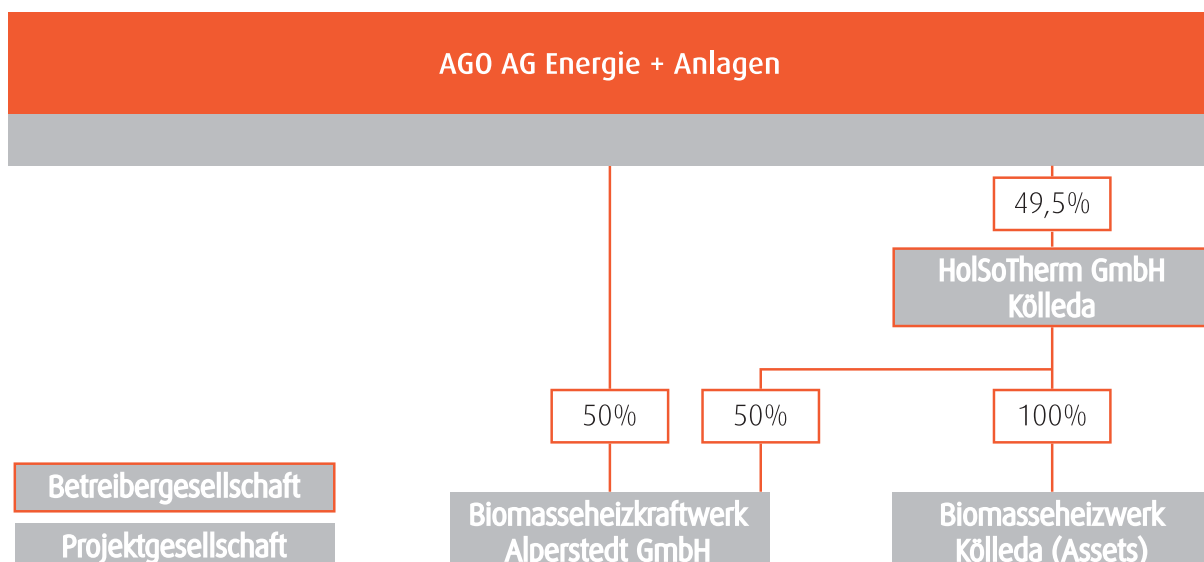 AGO AG Energie + Anlagen
49,5%
HolSoTherm GmbH
Kölleda
50%
50%
100%
Betreibergesellschaft
Projektgesellschaft
Biomasseheizkraftwerk
Alperstedt GmbH
Biomasseheizwerk
Kölleda (Assets)